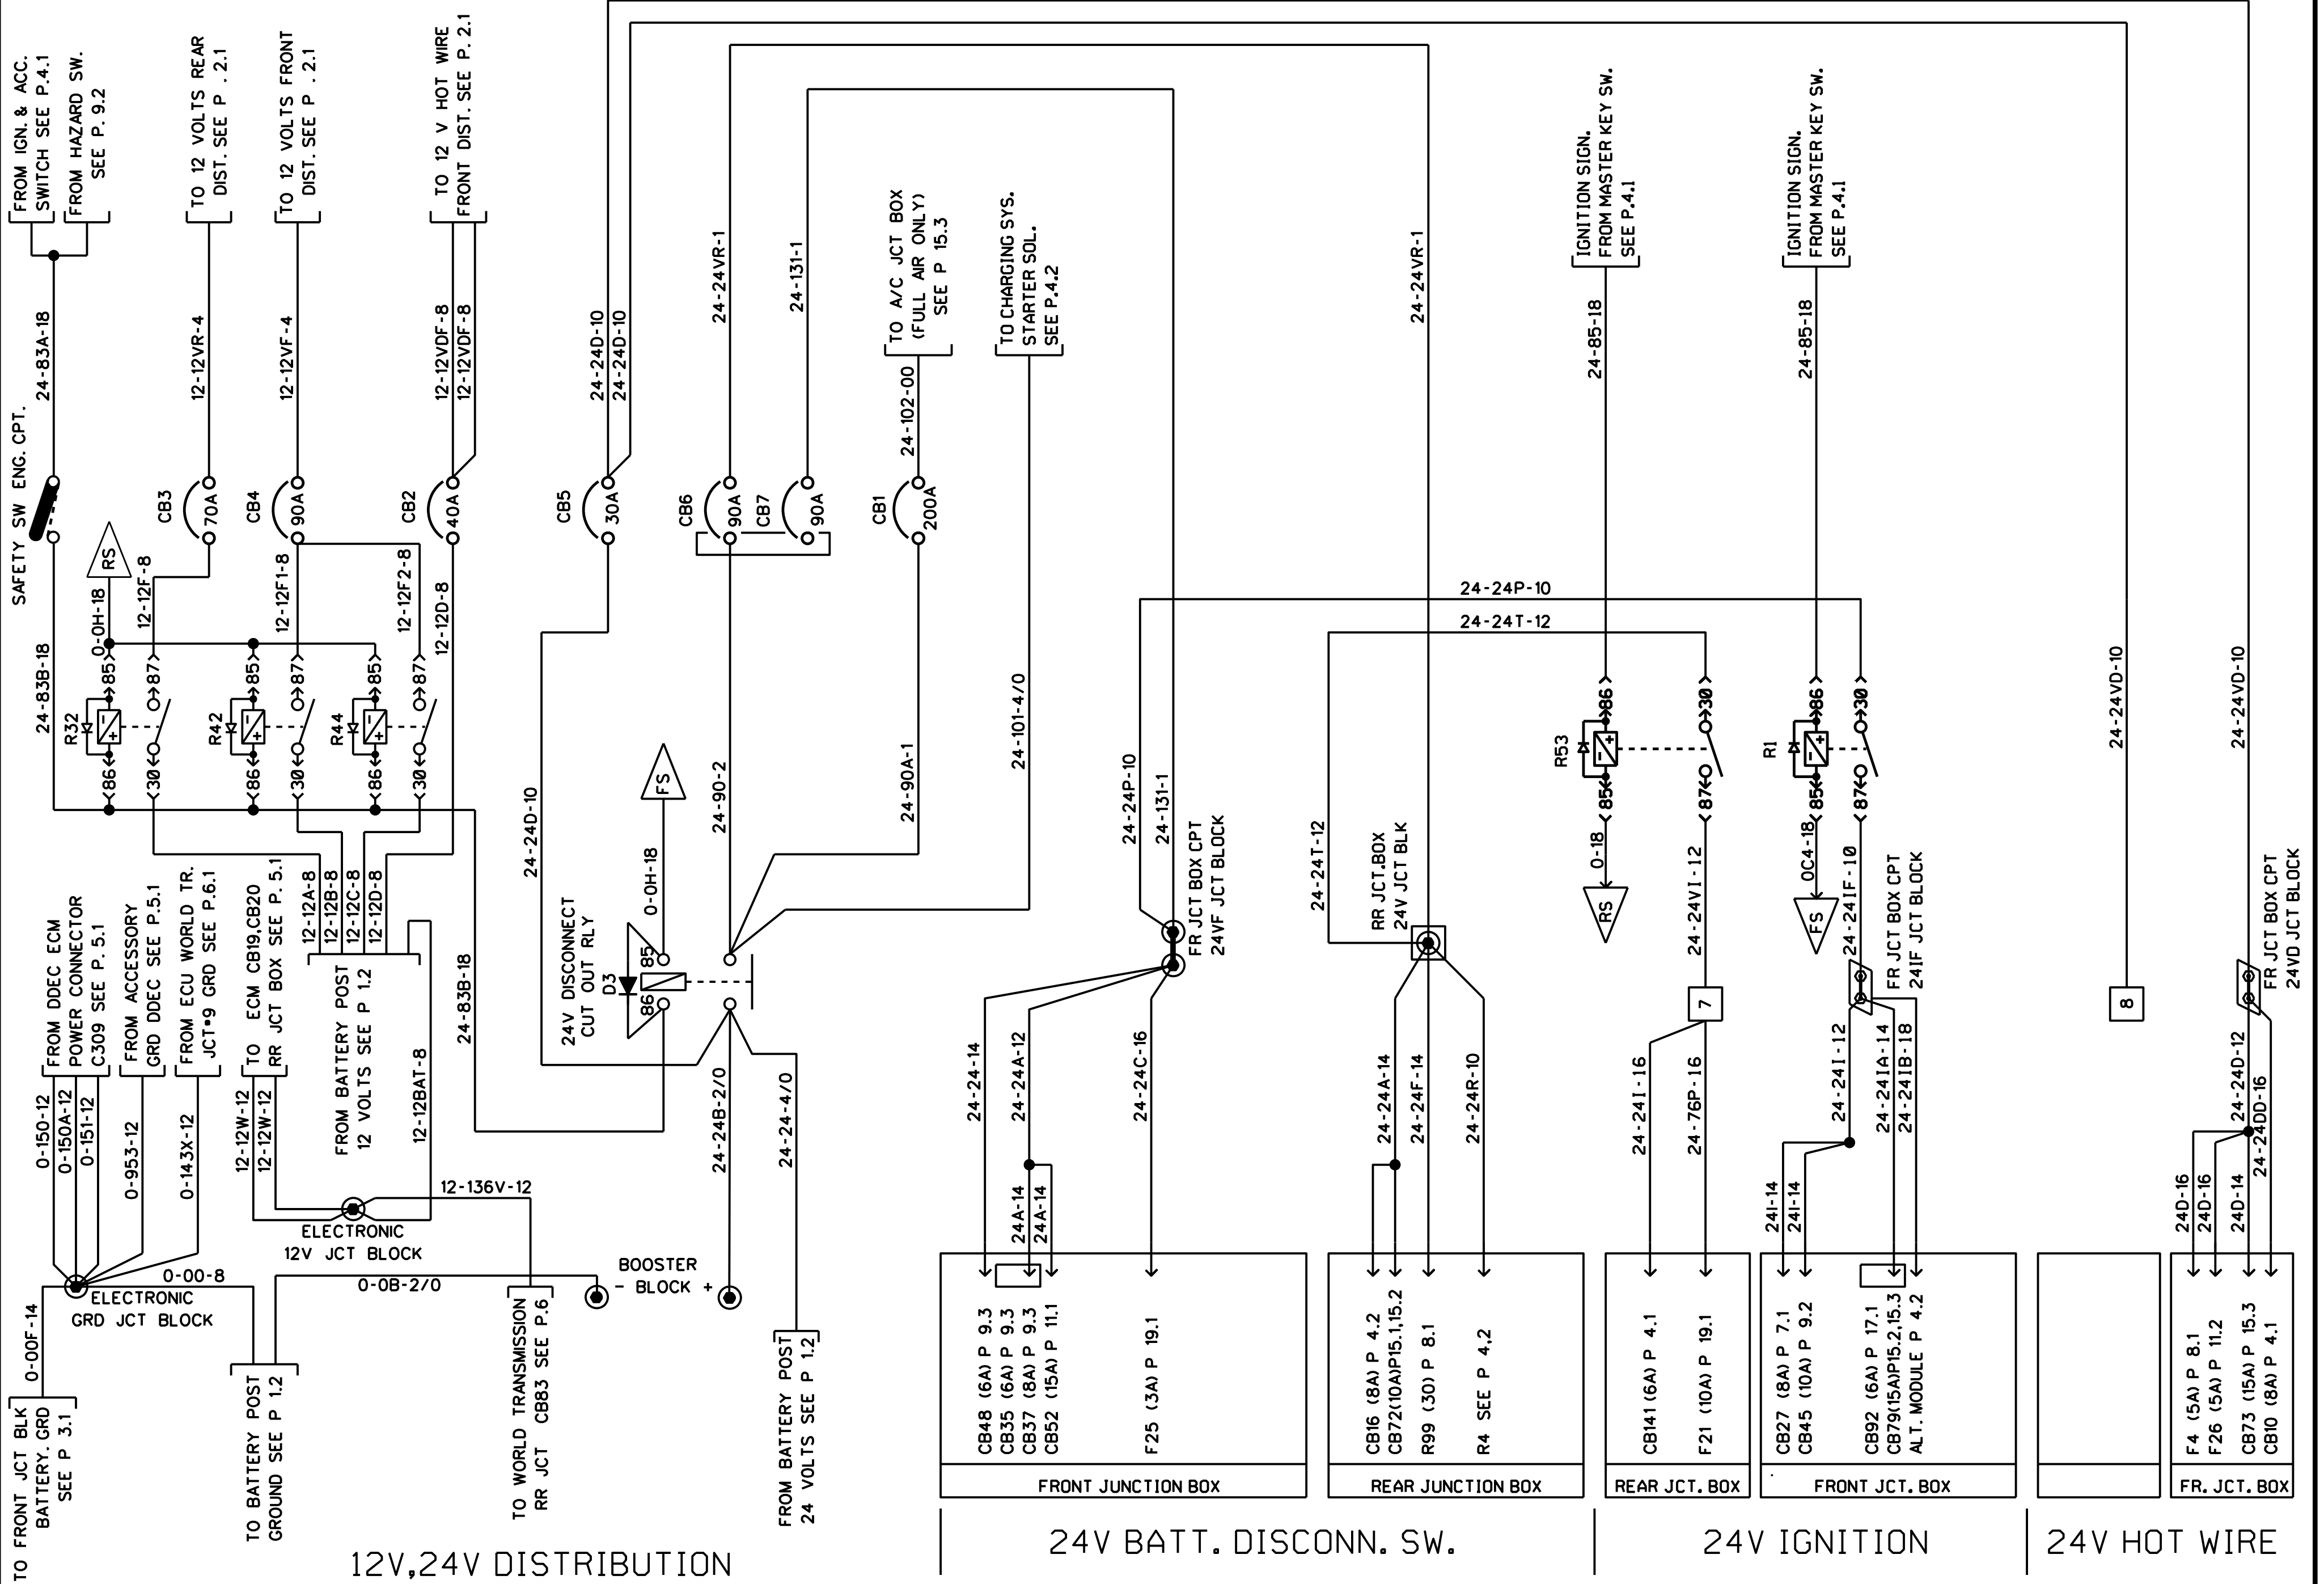 FROM IGN. & ACC.
SWITCH SEE P.4.1
FROM HAZARD SW.
SEE P. 9.2
TO 12 VOLTS REAR
DIST. SEE P . 2.1
TO 12 VOLTS FRONT
DIST. SEE P . 2.1
TO 12 V HOT WIRE
FRONT DIST. SEE P. 2.1
24-83A-18
12-12VR-4
12-12VF-4
12-12VDF-8
12-12VDF-8
24-24D-10
24-24D-10
24-24VR-1
24-131-1
TO A/C JCT BOX
(FULL AIR ONLY)
SEE P 15.3
24-102-00
TO CHARGING SYS.
STARTER SOL.
SEE P.4.2
24-24VR-1
IGNITION SIGN.
FROM MASTER KEY SW.
SEE P.4.1
24-85-18
IGNITION SIGN.
FROM MASTER KEY SW.
SEE P.4.1
24-85-18
SAFETY SW ENG. CPT.
CB3
70A
CB4
90A
CB2
40A
CB5
30A
CB6
90A
CB7
90A
CB1
200A
RS
0-0H-18
12-12F-8
12-12F1-8
12-12F2-8
12-12D-8
24-83B-18
R32
85
87
86
30
R42
85
87
86
30
R44
85
87
86
30
24-24P-10
24-24T-12
24-24D-10
FS
0-0H-18
24-90-2
24-90A-1
24-101-4/0
24-24P-10
24-131-1
24-24T-12
R53
86
30
85
87
R1
86
30
85
87
24-24VD-10
24-24VD-10
0-18
RS
24-24VI-12
0C4-18
FS
24-24IF-10
FR JCT BOX CPT
24VF JCT BLOCK
RR JCT.BOX
24V JCT BLK
FR JCT BOX CPT
24IF JCT BLOCK
FR JCT BOX CPT
24VD JCT BLOCK
7
8
24V DISCONNECT
CUT OUT RLY
D3
85
86
FROM DDEC ECM
POWER CONNECTOR
C309 SEE P. 5.1
FROM ACCESSORY
GRD DDEC SEE P.5.1
FROM ECU WORLD TR.
JCT*9 GRD SEE P.6.1
TO ECM CB19,CB20
RR JCT BOX SEE P. 5.1
12-12A-8
12-12B-8
12-12C-8
12-12D-8
FROM BATTERY POST
12 VOLTS SEE P 1.2
12-12BAT-8
24-83B-18
0-150-12
0-150A-12
0-151-12
0-953-12
0-143X-12
12-12W-12
12-12W-12
24-24B-2/0
24-24-4/0
24-24-14
24-24A-12
24-24C-16
24-24A-14
24-24F-14
24-24R-10
24-24I-16
24-76P-16
24-24I-12
24-24IA-14
24-24IB-18
24-24D-12
24-24DD-16
24A-14
24A-14
24I-14
24I-14
24D-16
24D-16
24D-14
12-136V-12
ELECTRONIC
12V JCT BLOCK
0-00-8
ELECTRONIC
GRD JCT BLOCK
0-0B-2/0
BOOSTER
- BLOCK +
0-00F-14
TO FRONT JCT BLK
BATTERY. GRD
SEE P 3.1
TO BATTERY POST
GROUND SEE P 1.2
TO WORLD TRANSMISSION
RR JCT CB83 SEE P.6
FROM BATTERY POST
24 VOLTS SEE P 1.2
CB48 (6A) P 9.3
CB35 (6A) P 9.3
CB37 (8A) P 9.3
CB52 (15A) P 11.1
F25 (3A) P 19.1
FRONT JUNCTION BOX
CB16 (8A) P 4.2
CB72(10A)P15.1,15.2
R99 (30) P 8.1
R4 SEE P 4,2
REAR JUNCTION BOX
CB141 (6A) P 4.1
F21 (10A) P 19.1
REAR JCT. BOX
CB27 (8A) P 7.1
CB45 (10A) P 9.2
CB92 (6A) P 17.1
CB79(15A)P15.2,15.3
ALT. MODULE P 4.2
FRONT JCT. BOX
F4 (5A) P 8.1
F26 (5A) P 11.2
CB73 (15A) P 15.3
CB10 (8A) P 4.1
FR. JCT. BOX
12V,24V DISTRIBUTION
24V BATT. DISCONN. SW.
24V IGNITION
24V HOT WIRE